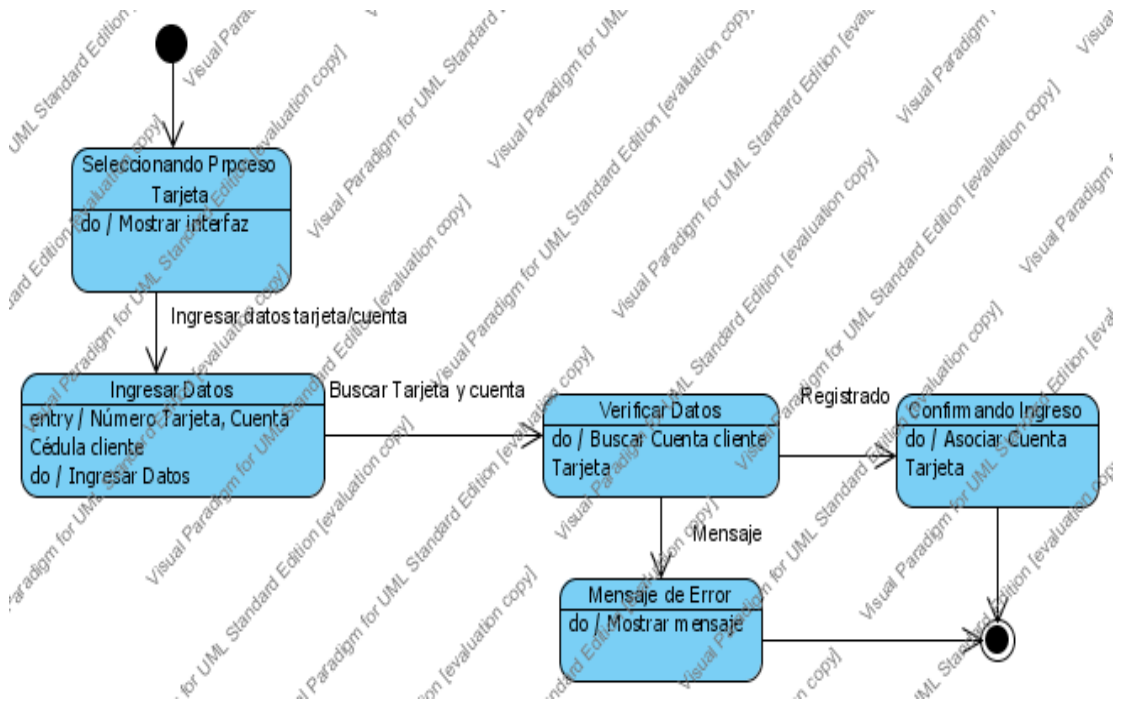 Seleccionando Prpceso
Tarjeta
do / Mostrar interfaz
Ingresar datos tarjeta/cuenta
Ingresar Datos
entry / Número Tarjeta, Cuenta
Cédula cliente
do / Ingresar Datos
Buscar Tarjeta y cuenta
Verificar Datos
do / Buscar Cuenta cliente
Tarjeta
Registrado
Confirmando Ingreso
do / Asociar Cuenta
Tarjeta
Mensaje
Mensaje de Error
do / Mostrar mensaje
Visual Paradigm for UML Standard Edition [evaluation copy]